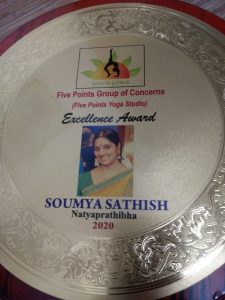 Five Points Group of Concerns
(Five Points Yoga Studio)
Excellence Award
SOUMYA SATHISH
Natyaprathibha
2020